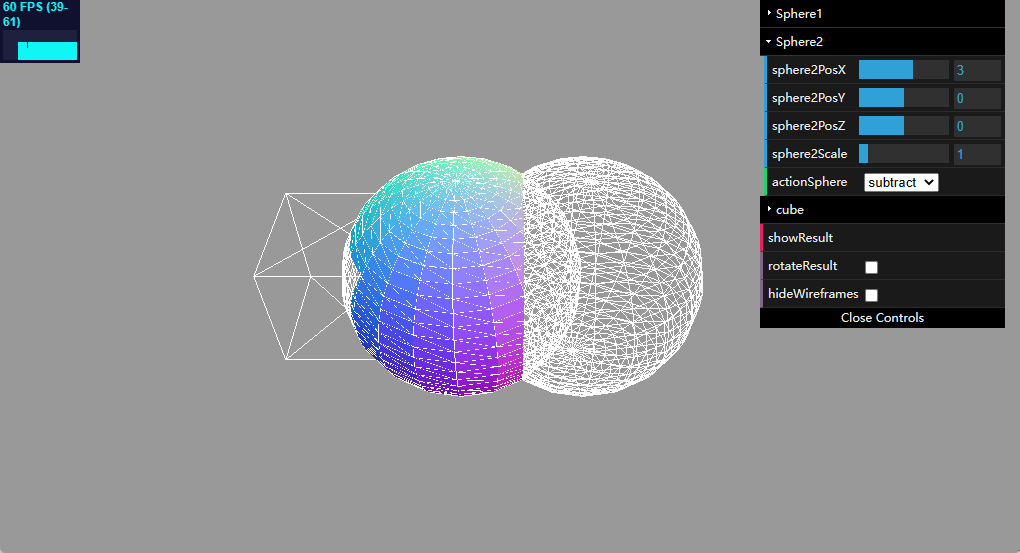 60 FPS (39-
61)
Sphere1
Sphere2
sphere2PosX 3
sphere2PosY 0
sphere2PosZ 0
sphere2Scale 1
actionSphere subtract
cube
showResult
rotateResult
hideWireframes
Close Controls